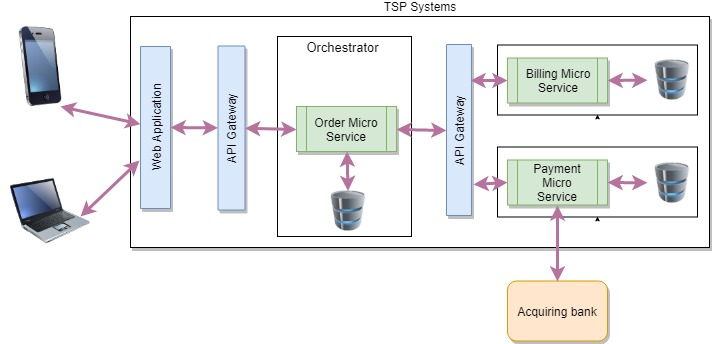 TSP Systems
Orchestrator
Web Application
API Gateway
Order Micro
Service
API Gateway
Billing Micro
Service
Payment
Micro
Service
Acquiring bank